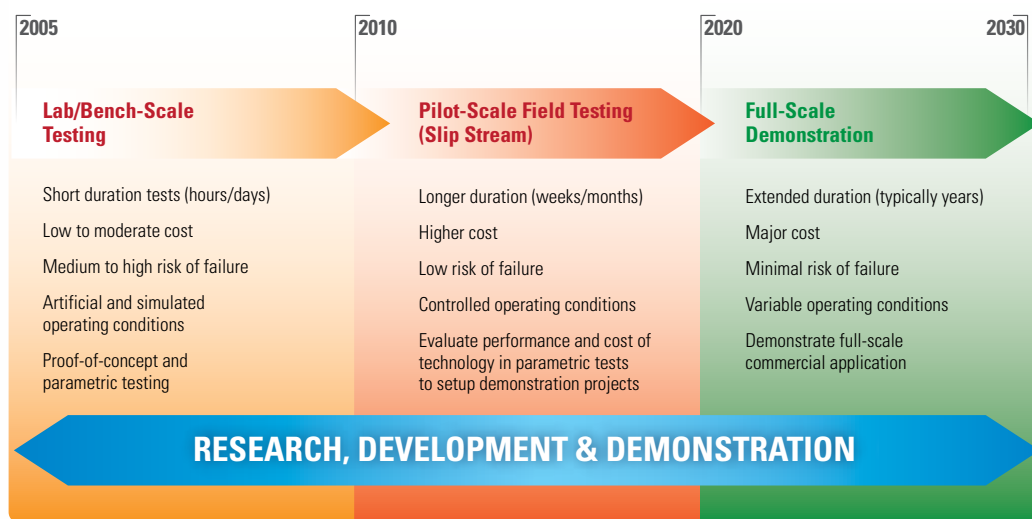 2005
2010
2020
2030
Lab/Bench-Scale
Testing
Pilot-Scale Field Testing
(Slip Stream)
Full-Scale
Demonstration
Short duration tests (hours/days)
Low to moderate cost
Medium to high risk of failure
Artificial and simulated
operating conditions
Proof-of-concept and
parametric testing
Longer duration (weeks/months)
Higher cost
Low risk of failure
Controlled operating conditions
Evaluate performance and cost of
technology in parametric tests
to setup demonstration projects
Extended duration (typically years)
Major cost
Minimal risk of failure
Variable operating conditions
Demonstrate full-scale
commercial application
RESEARCH, DEVELOPMENT & DEMONSTRATION